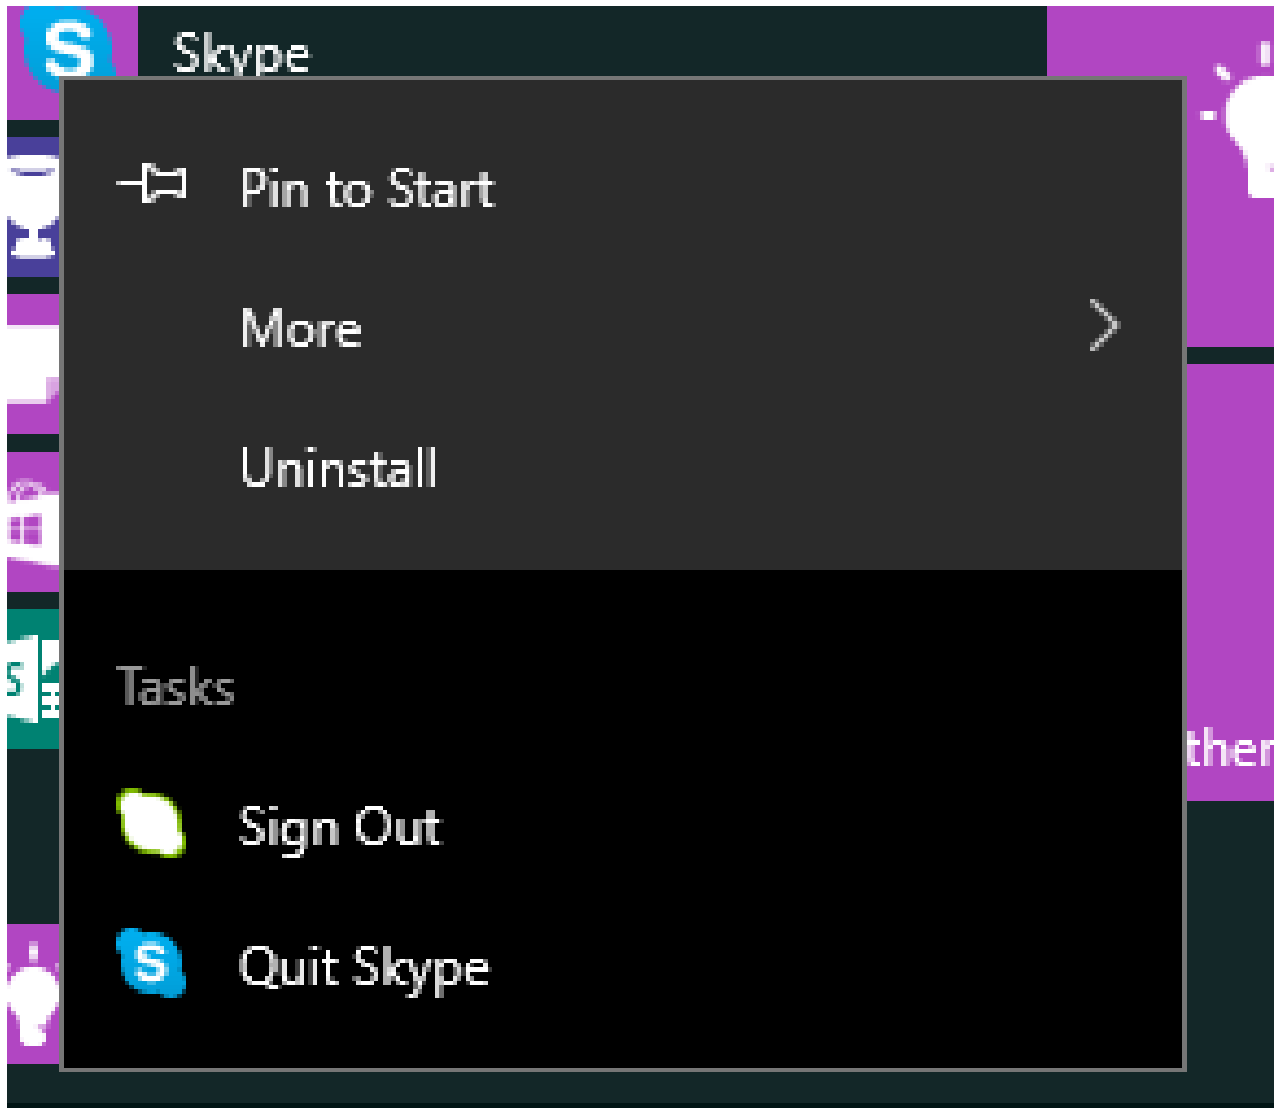 S Skype
Pin to Start
More
Uninstall
S
Tasks
ther
Sign Out
S Quit Skype